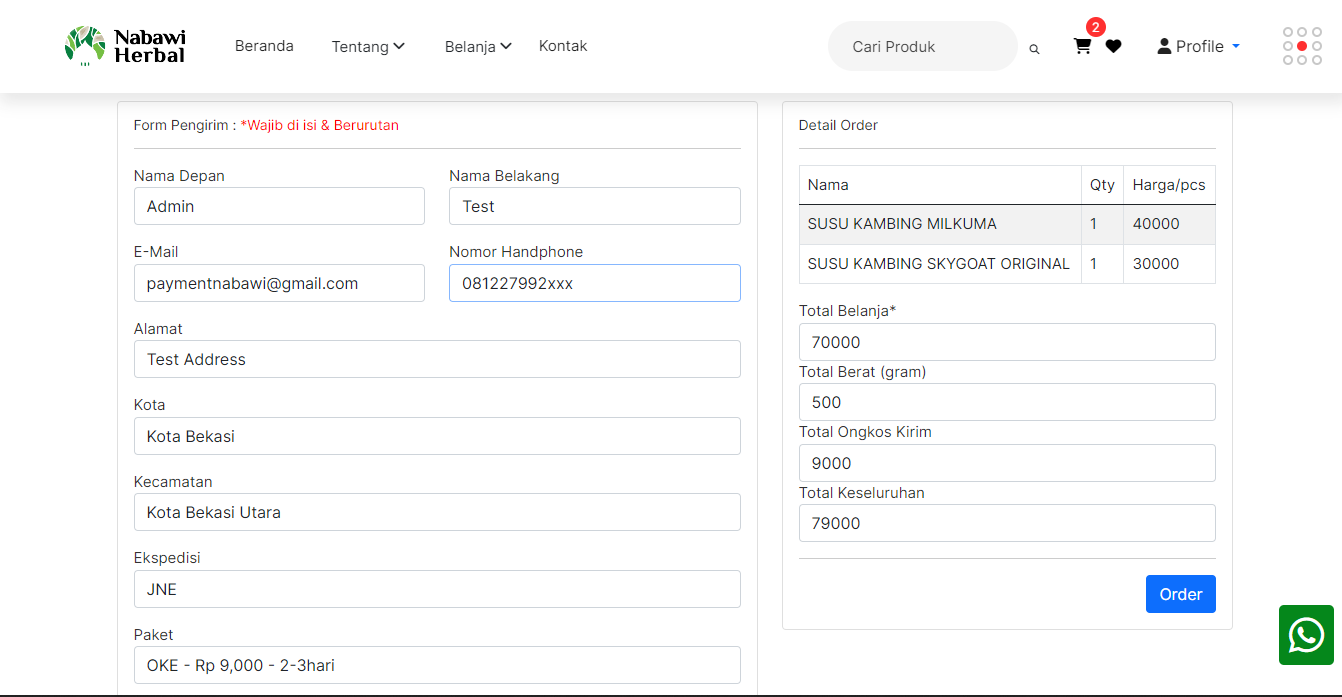 Nabawi
Herbal
Beranda
Tentang
Belanja
Kontak
Cari Produk
2
Profile
Form Pengirim : *Wajib di isi & Berurutan
Nama Depan
Nama Belakang
Admin
Test
E-Mail
Nomor Handphone
paymentnabawi@gmail.com
081227992xxx
Alamat
Test Address
Kota
Kota Bekasi
Kecamatan
Kota Bekasi Utara
Ekspedisi
JNE
Paket
OKE - Rp 9,000 - 2-3hari
Detail Order
Nama Qty Harga/pcs
SUSU KAMBING MILKUMA 1 40000
SUSU KAMBING SKYGOAT ORIGINAL 1 30000
Total Belanja*
70000
Total Berat (gram)
500
Total Ongkos Kirim
9000
Total Keseluruhan
79000
Order